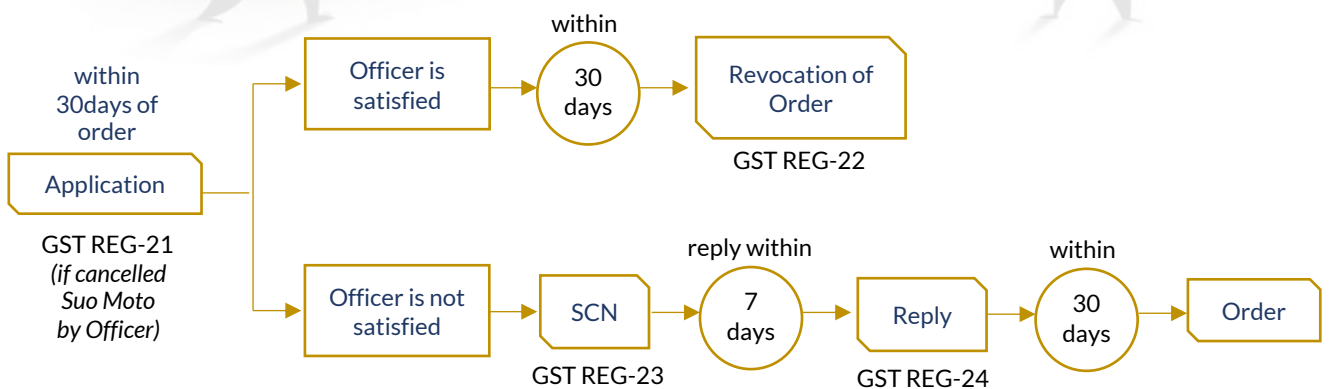 within
30days of
order
Application
GST REG-21
(if cancelled
Suo Moto
by Officer)
Officer is
satisfied
within
30
days
Revocation of
Order
GST REG-22
Officer is not
satisfied
SCN
GST REG-23
reply within
7
days
Reply
GST REG-24
within
30
days
Order